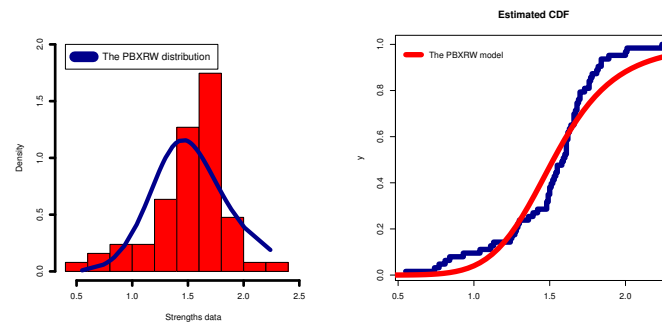 Estimated CDF
The PBXRW distribution
Density
0.0 0.5 1.0 1.5 2.0
0.5 1.0 1.5 2.0 2.5
Strengths data
The PBXRW model
y
0.0 0.2 0.4 0.6 0.8 1.0
0.5 1.0 1.5 2.0